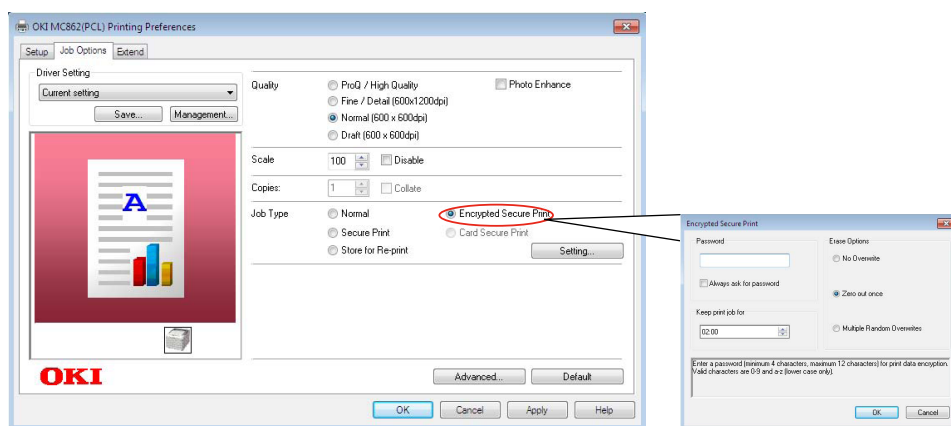 OKI MC862(PCL) Printing Preferences
Setup Job Options Extend
Driver Setting
Current setting
Save... Management...
A
OKI
Quality
ProQ / High Quality
Photo Enhance
Fine / Detail (600x1200dpi)
Normal (600 x 600dpi)
Draft (600 x 600dpi)
Scale
100
Disable
Copies:
1
Collate
Job Type
Normal
Encrypted Secure Print
Secure Print
Card Secure Print
Store for Re-print
Setting...
Advanced... Default
OK Cancel Apply Help
Encrypted Secure Print
Password
Always ask for password
Keep print job for
02:00
Erase Options
No Overwrite
Zero out once
Multiple Random Overwrites
Enter a password (minimum 4 characters, maximum 12 characters) for print data encryption.
Valid characters are 0-9 and a-z (lower case only).
OK Cancel